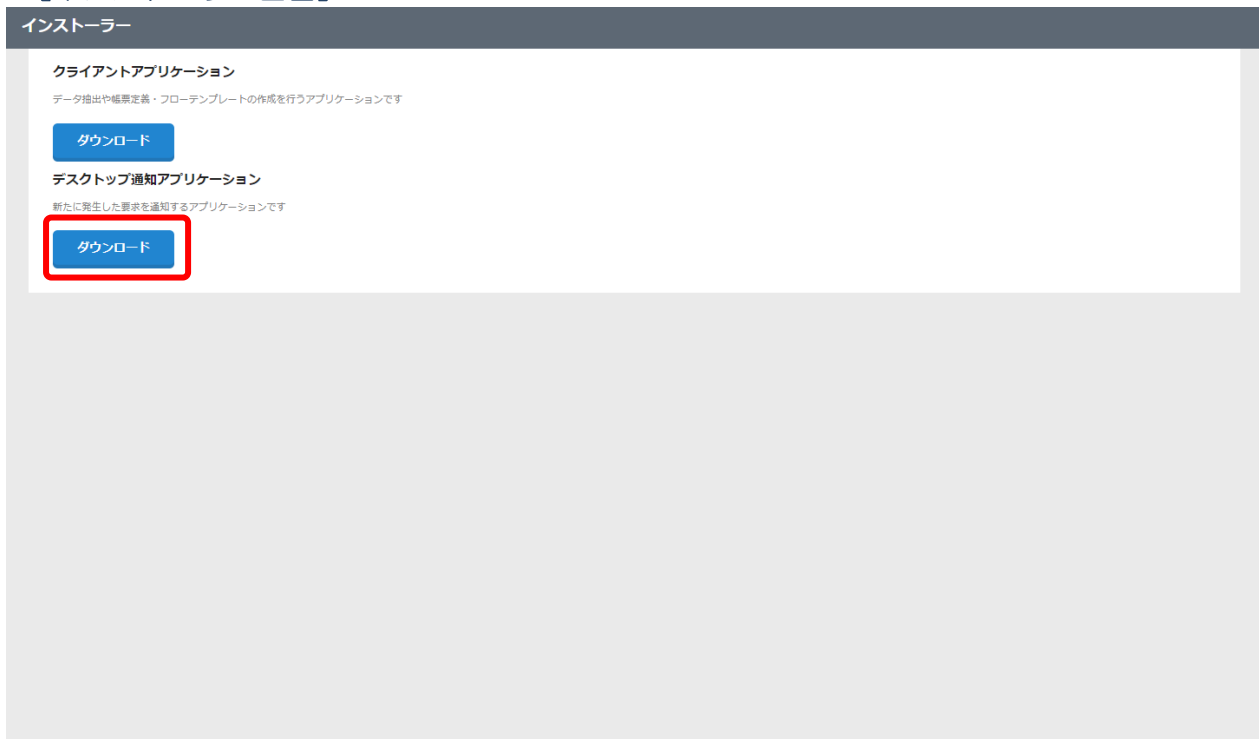 インストーラー
クライアントアプリケーション
データ抽出や帳票定義・フローテンプレートの作成を行うアプリケーションです
ダウンロード
デスクトップ通知アプリケーション
新たに発生した要求を通知するアプリケーションです
ダウンロード